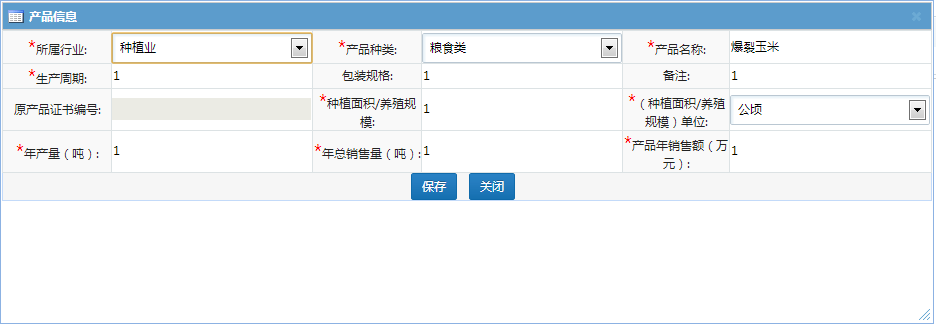 产品信息
*所属行业: 种植业 *产品种类: 粮食类 *产品名称: 爆裂玉米
*生产周期: 1 包装规格: 1 备注: 1
原产品证书编号: *种植面积/养殖规模: 1 *（种植面积/养殖规模）单位: 公顷
*年产量（吨）: 1 *年总销售量（吨）: 1 *产品年销售额（万元）: 1
保存 关闭